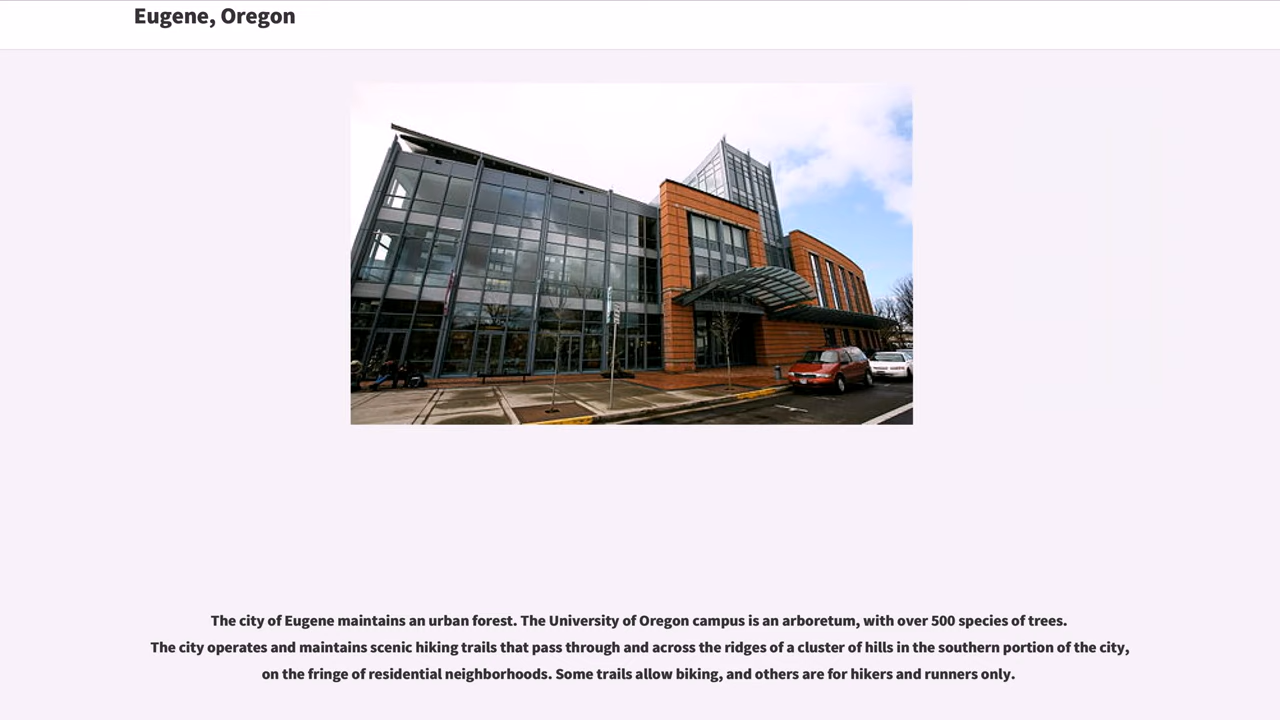 Eugene, Oregon
The city of Eugene maintains an urban forest. The University of Oregon campus is an arboretum, with over 500 species of trees.
The city operates and maintains scenic hiking trails that pass through and across the ridges of a cluster of hills in the southern portion of the city,
on the fringe of residential neighborhoods. Some trails allow biking, and others are for hikers and runners only.